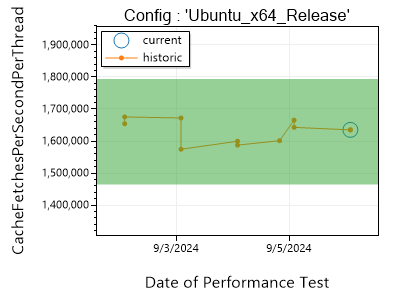 Config : 'Ubuntu_x64_Release'
CacheFetchesPerSecondPerThread
1,900,000
1,800,000
1,700,000
1,600,000
1,500,000
1,400,000
current
historic
9/3/2024
9/5/2024
Date of Performance Test